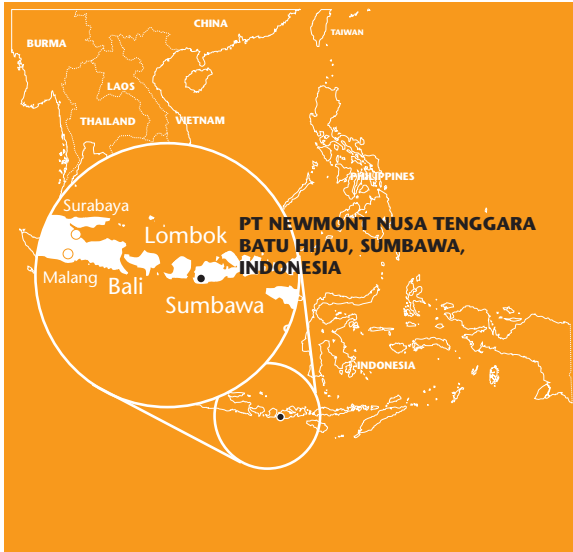 CHINA
TAIWAN
BURMA
LAOS
THAILAND
VIETNAM
PHILIPPINES
Surabaya
Lombok
PT NEWMONT NUSA TENGGARA
BATU HIJAU, SUMBAWA,
INDONESIA
Malang
Bali
Sumbawa
INDONESIA